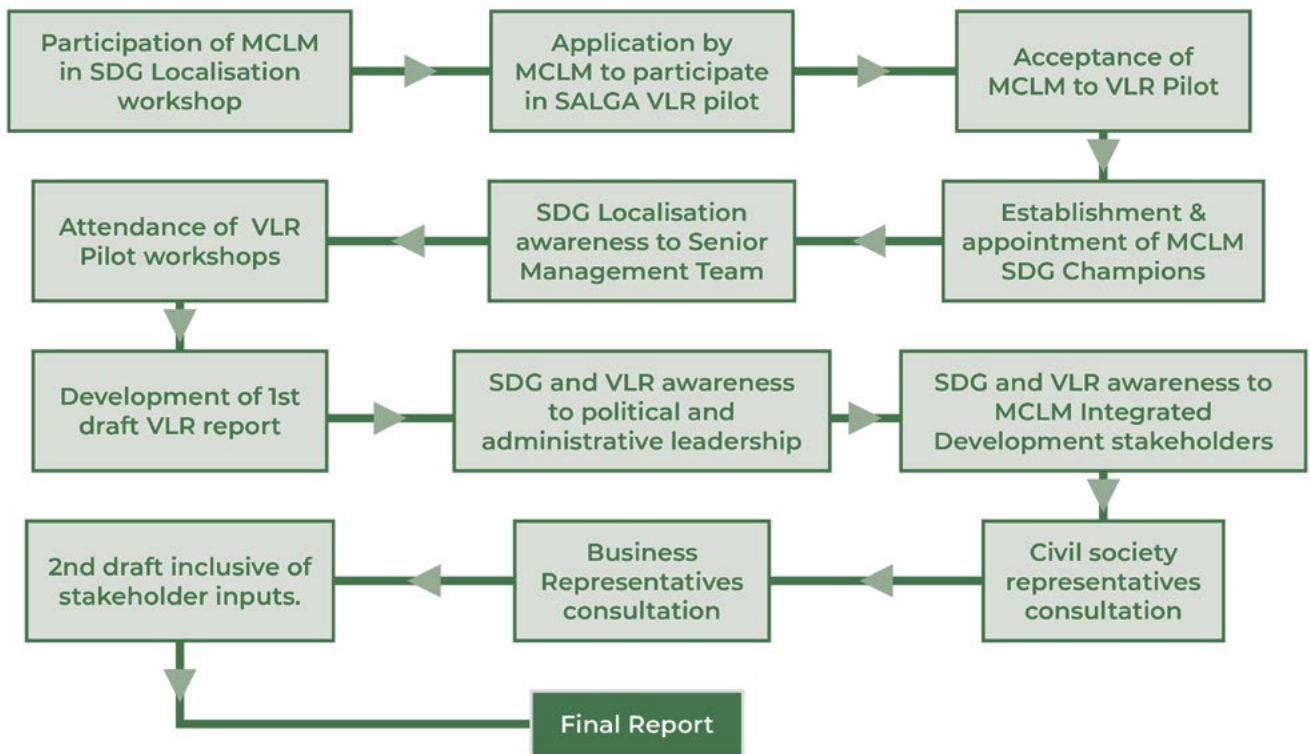 Participation of MCLM
in SDG Localisation
workshop
Application by
MCLM to participate
in SALGA VLR pilot
Acceptance of
MCLM to VLR Pilot
Establishment &
appointment of MCLM
SDG Champions
SDG Localisation
awareness to Senior
Management Team
Attendance of VLR
Pilot workshops
Development of 1st
draft VLR report
SDG and VLR awareness
to political and
administrative leadership
SDG and VLR awareness to
MCLM Integrated
Development stakeholders
Civil society
representatives
consultation
Business
Representatives
consultation
2nd draft inclusive of
stakeholder inputs.
Final Report